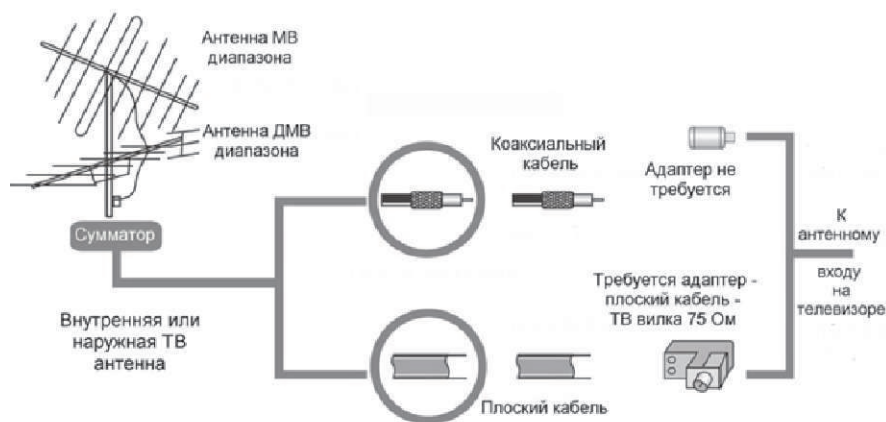 Антенна МВ
диапазона
Антенна ДМВ
диапазона
Сумматор
Внутренняя или
наружная ТВ
антенна
Коаксиальный
кабель
Адаптер не
требуется
Требуется адаптер -
плоский кабель -
ТВ вилка 75 Ом
Плоский кабель
К
антенному
входу
на
телевизоре